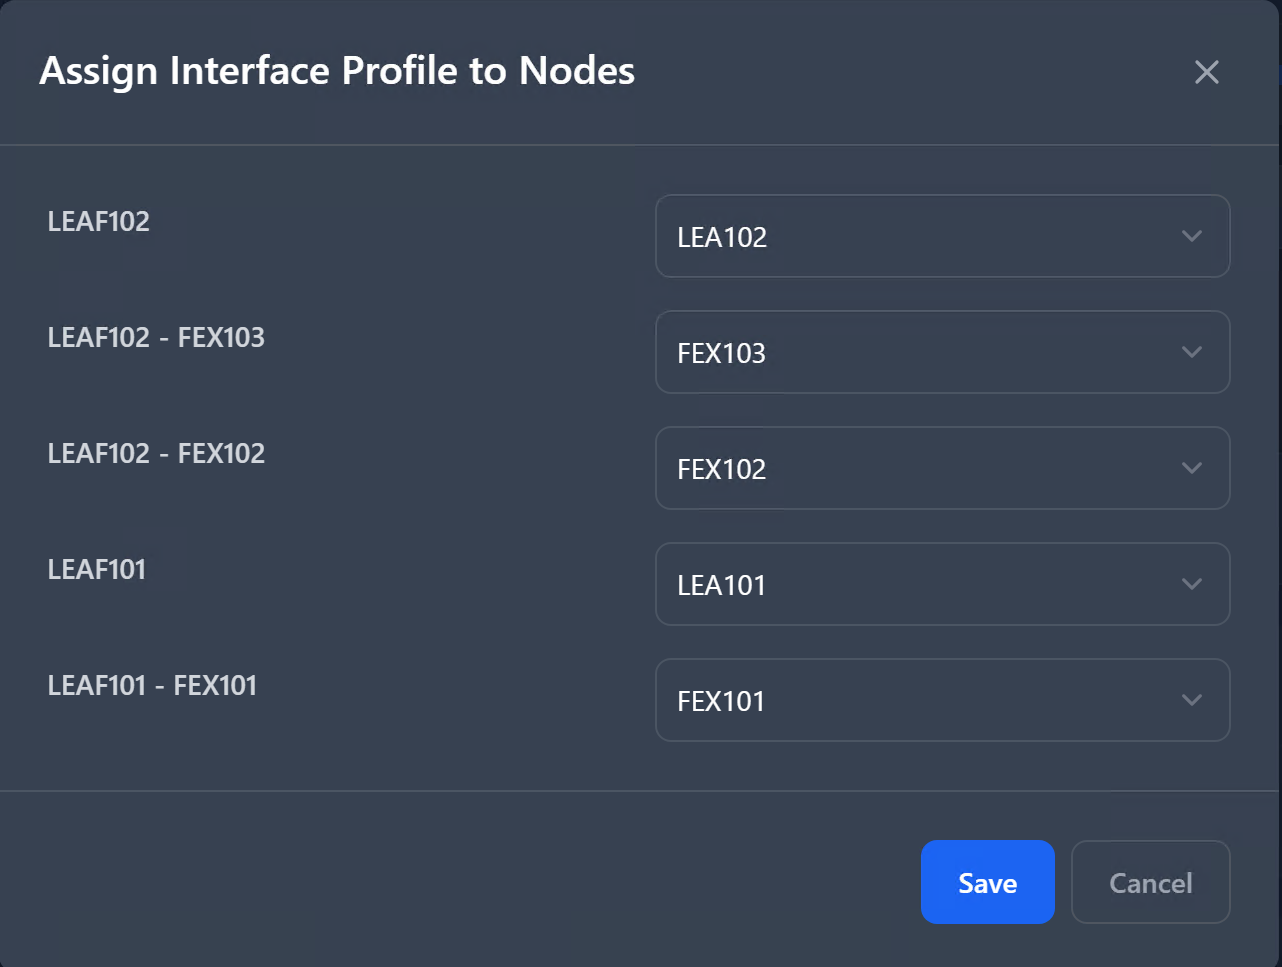 Assign Interface Profile to Nodes
LEAF102
LEA102
LEAF102 - FEX103
FEX103
LEAF102 - FEX102
FEX102
LEAF101
LEA101
LEAF101 - FEX101
FEX101
Save
Cancel